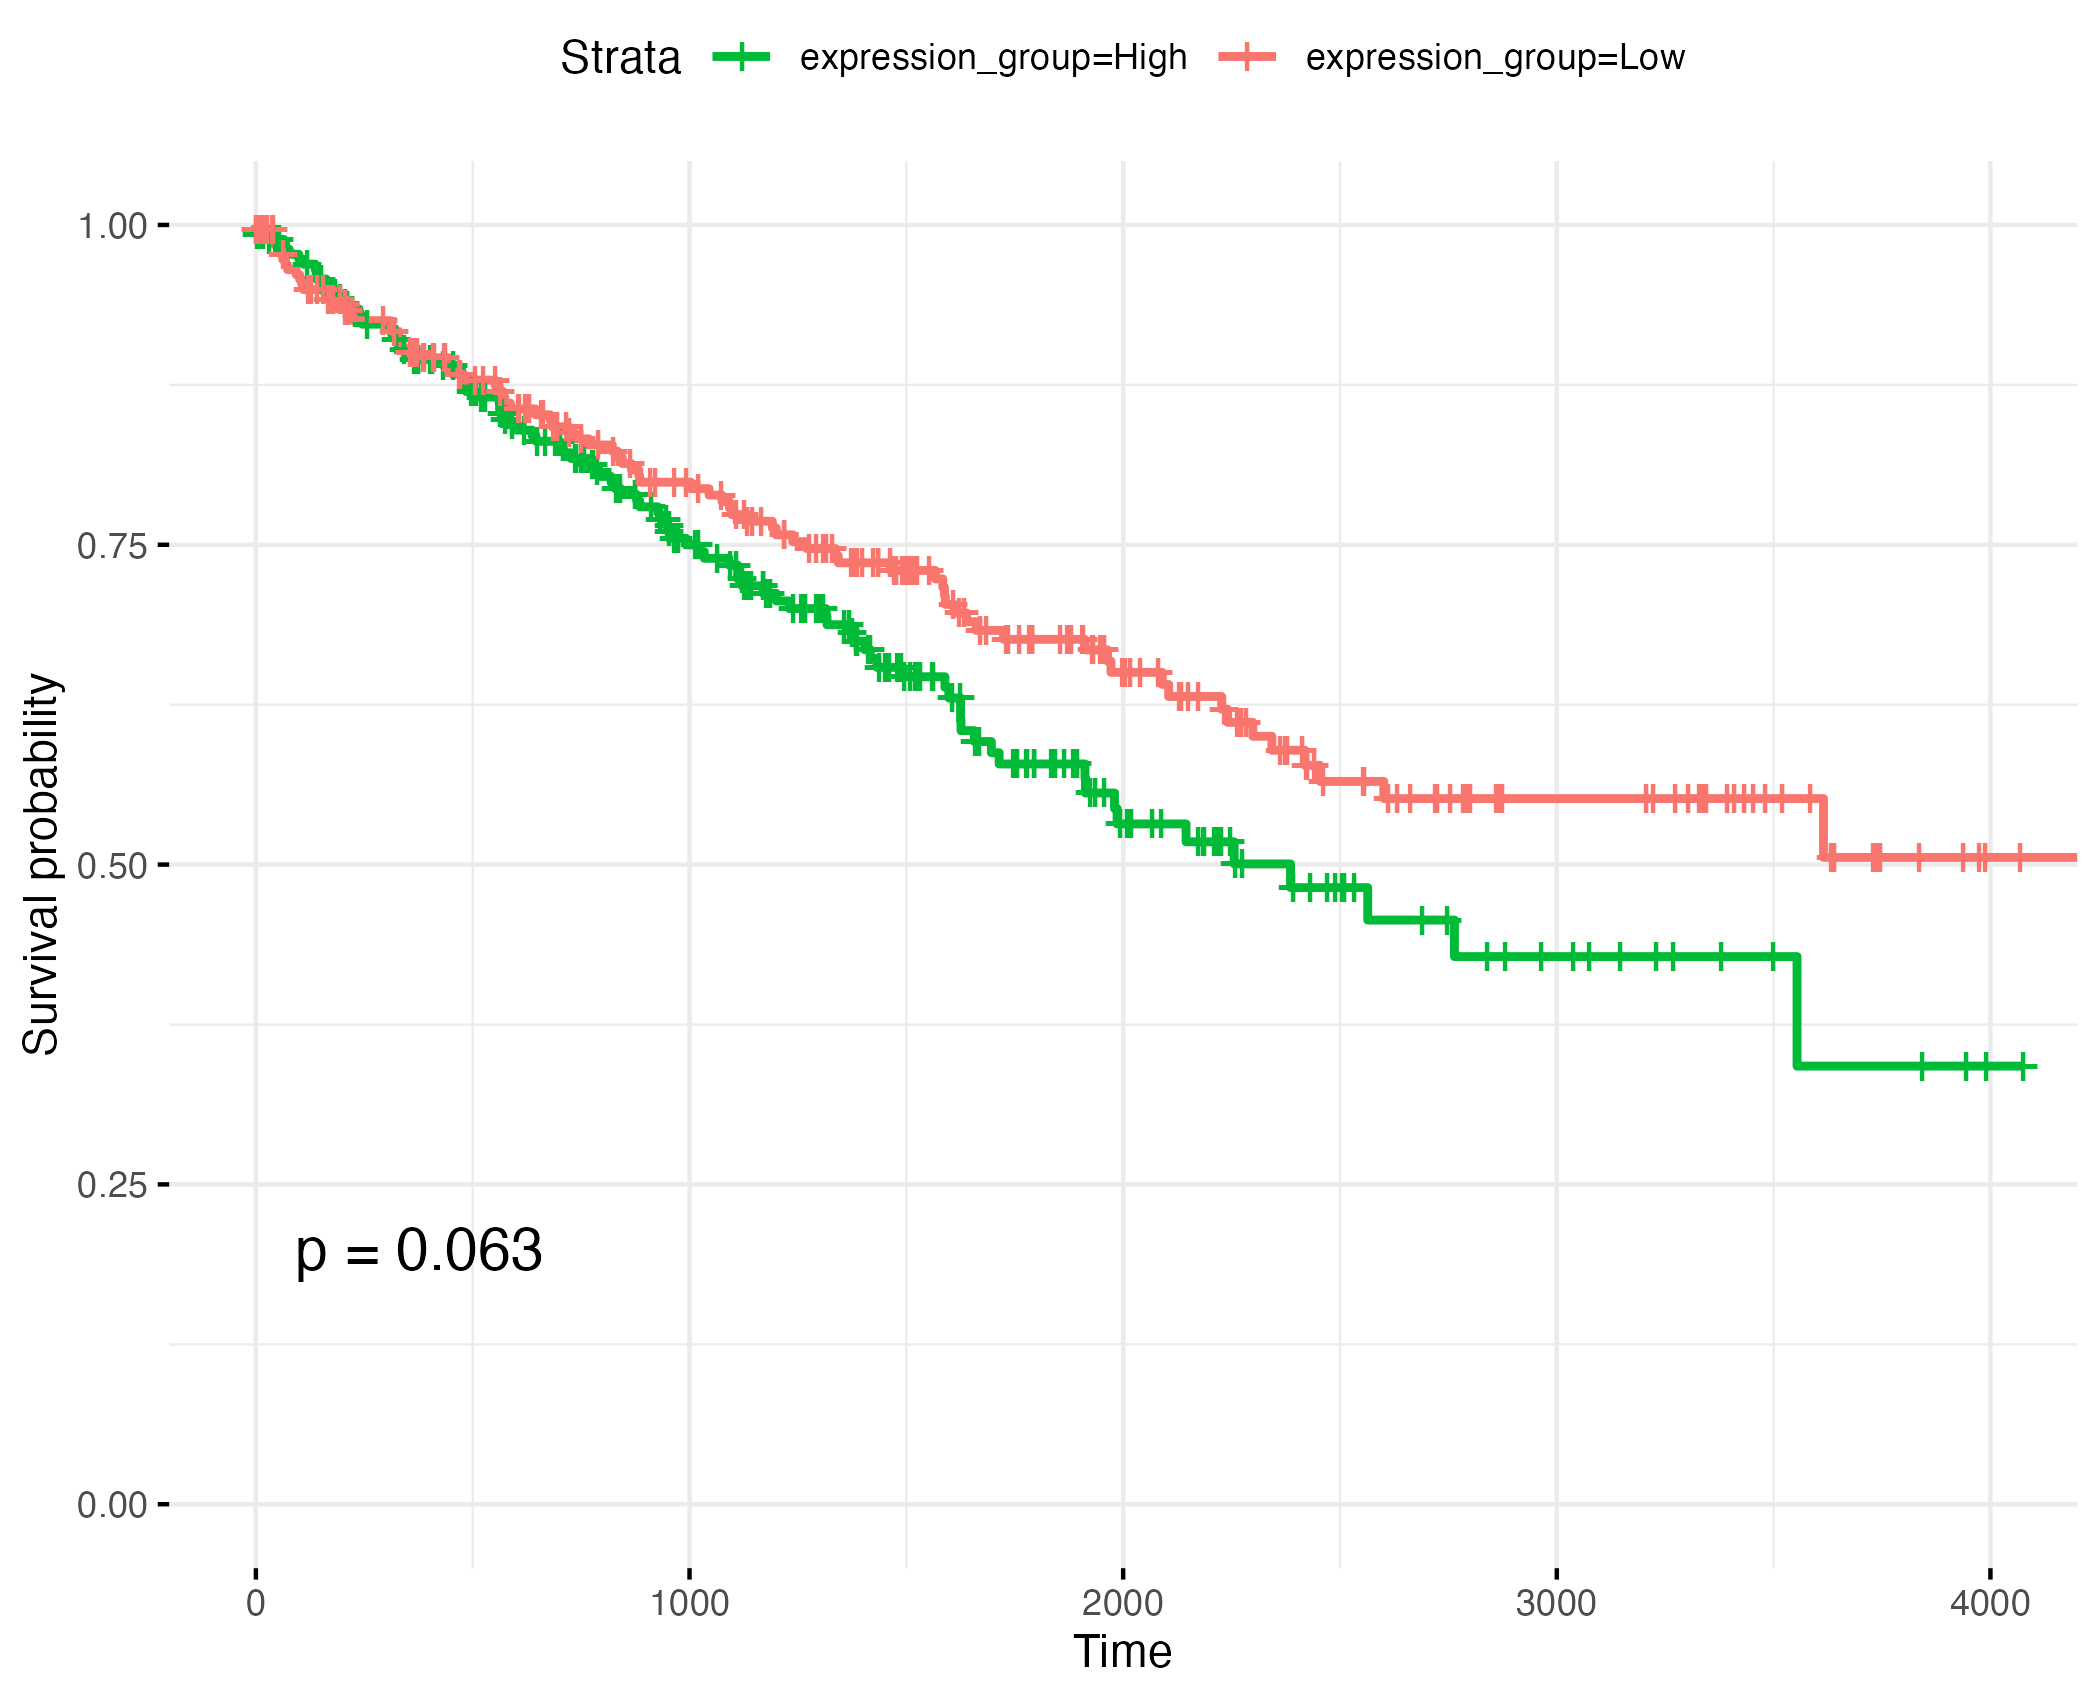 Strata expression_group=High expression_group=Low
1.00
0.75
0.50
0.25
0.00
Survival probability
p = 0.063
0 1000 2000 3000 4000
Time